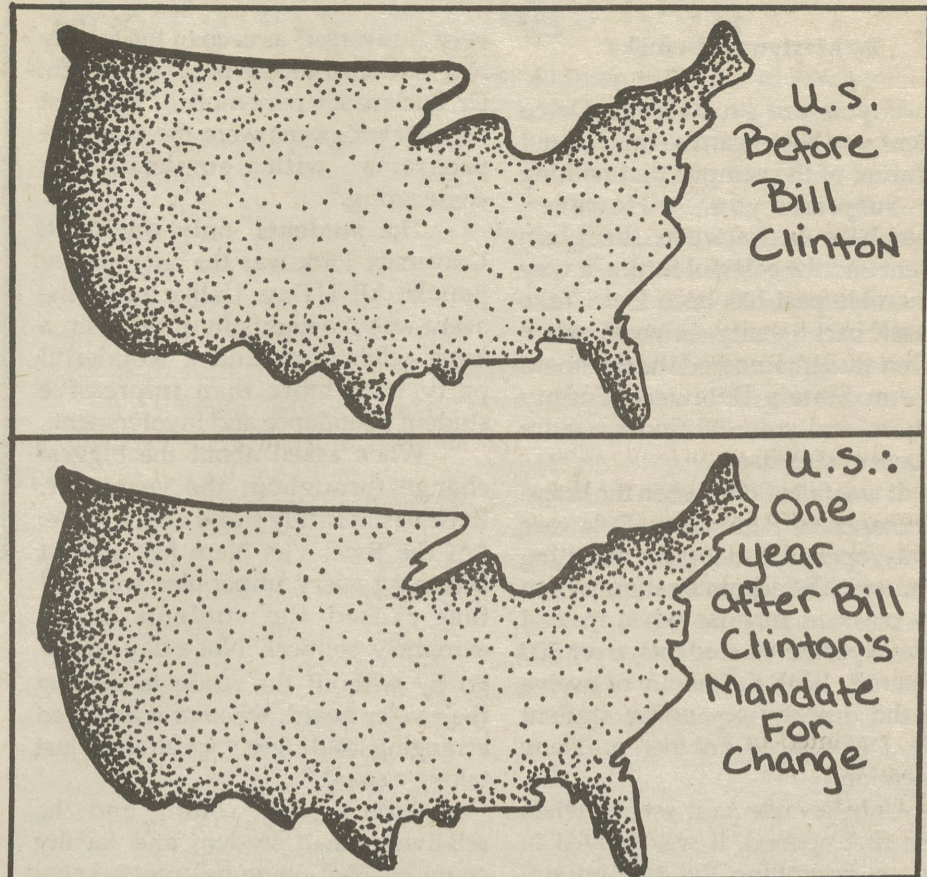 U.S.
Before
Bill
Clinton
U.S.:
One
year
after Bill
Clinton's
Mandate
For
Change